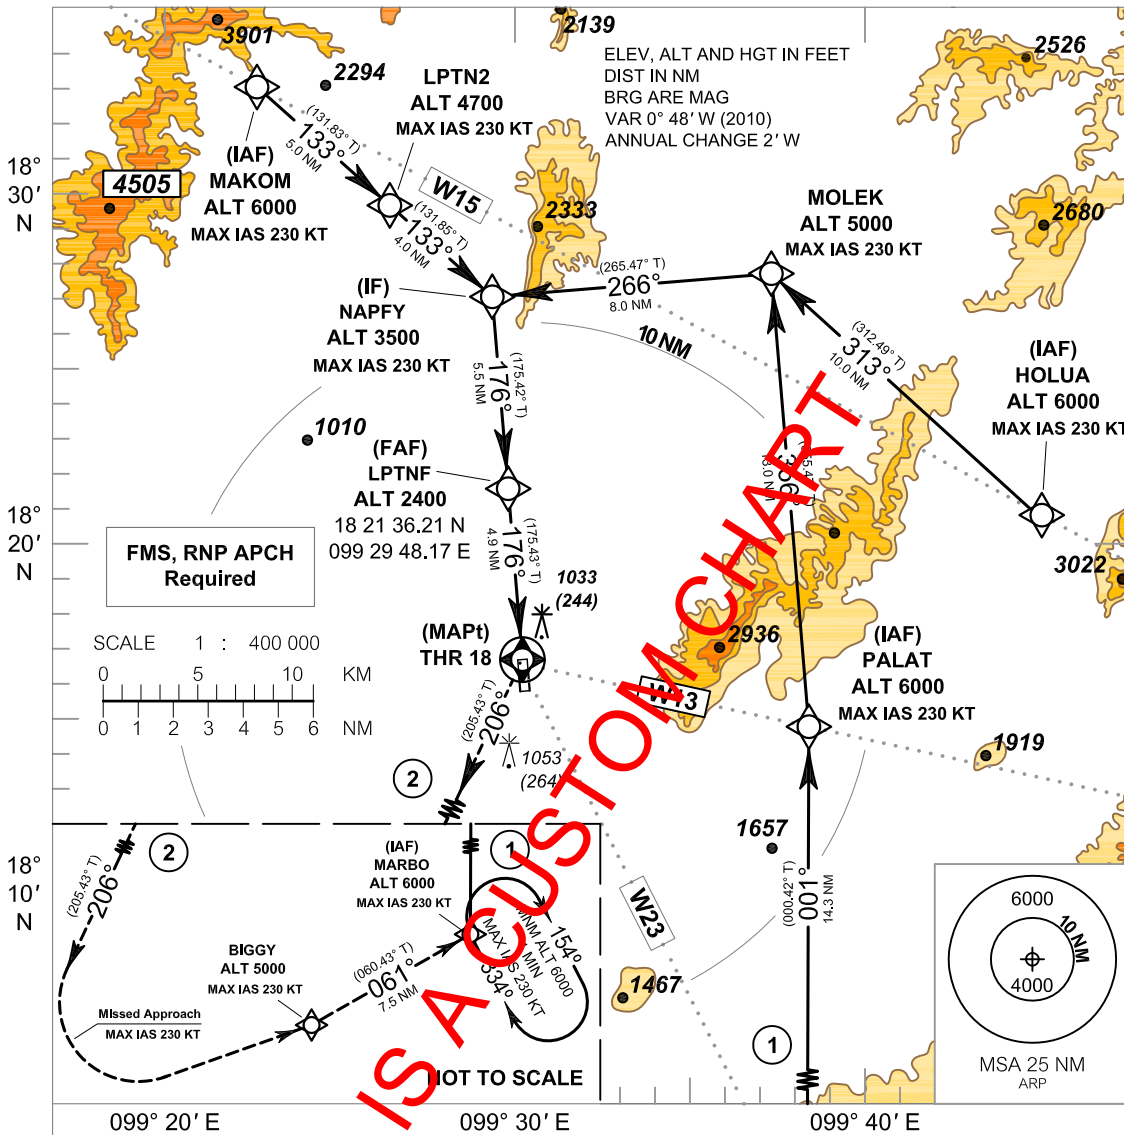 3901
2139
2294
2526
LPTN2
ALT 4700
MAX IAS 230 KT
ELEV, ALT AND HGT IN FEET
DIST IN NM
BRG ARE MAG
VAR 0° 48′ W (2010)
ANNUAL CHANGE 2′ W
(131.83° T)
133°
5.0 NM
18°
30′
N
4505
(IAF)
MAKOM
ALT 6000
MAX IAS 230 KT
W15
2333
(131.85° T)
133°
4.0 NM
MOLEK
ALT 5000
MAX IAS 230 KT
2680
(265.47° T)
266°
8.0 NM
(IF)
NAPFY
ALT 3500
MAX IAS 230 KT
10 NM
(312.49° T)
313°
10.0 NM
(IAF)
HOLUA
ALT 6000
MAX IAS 230 KT
(175.42° T)
176°
5.5 NM
1010
(FAF)
LPTNF
ALT 2400
18 21 36.21 N
099 29 48.17 E
18°
20′
N
(175.43° T)
176°
4.9 NM
FMS, RNP APCH
Required
1033
(244)
3022
SCALE 1 : 400 000
0 5 10 KM
0 1 2 3 4 5 6 NM
(MAPt)
THR 18
2936
(IAF)
PALAT
ALT 6000
MAX IAS 230 KT
W13
(205.43° T)
206°
1053
(264)
1919
2
1657
18°
10′
N
2
(205.43° T)
206°
(IAF)
MARBO
ALT 6000
MAX IAS 230 KT
1
154°
MNM ALT 6000
1 MIN
MAX IAS 230 KT
334°
W23
(000.42° T)
001°
14.3 NM
BIGGY
ALT 5000
MAX IAS 230 KT
(060.43° T)
061°
7.5 NM
1467
Missed Approach
MAX IAS 230 KT
NOT TO SCALE
1
6000
10 NM
4000
MSA 25 NM
ARP
IS A CUSTOM CHART
099° 20′ E
099° 30′ E
099° 40′ E